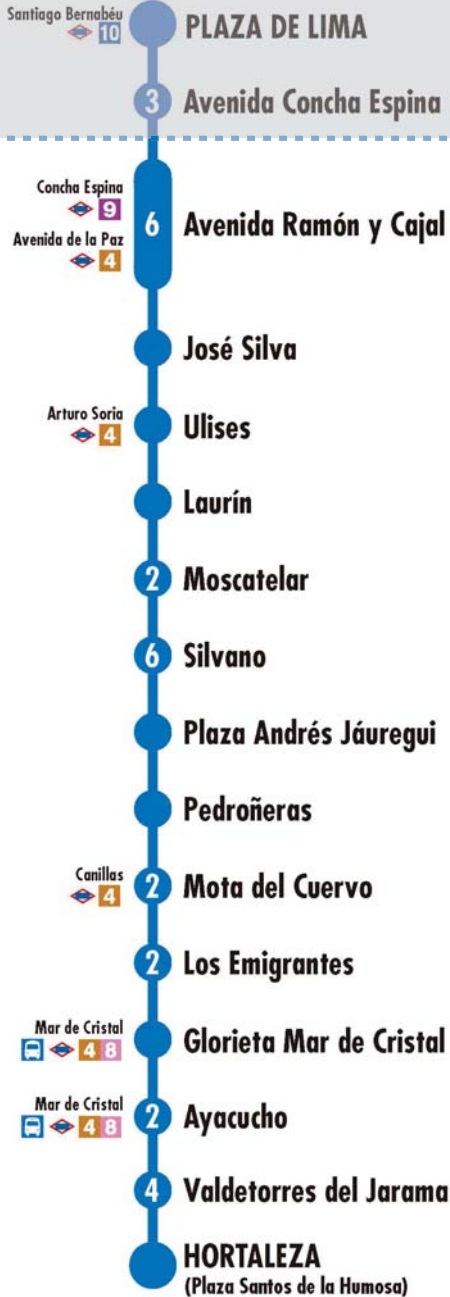 Santiago Bernabéu
10
PLAZA DE LIMA
3 Avenida Concha Espina
Concha Espina
9
Avenida de la Paz
4
6 Avenida Ramón y Cajal
José Silva
Arturo Soria
4
Ulises
Laurín
2 Moscatelar
6 Silvano
Plaza Andrés Jáuregui
Pedroñeras
Canillas
4
2 Mota del Cuervo
2 Los Emigrantes
Mar de Cristal
4 8
Glorieta Mar de Cristal
Mar de Cristal
4 8
2 Ayacucho
4 Valdetorres del Jarama
HORTALEZA
(Plaza Santos de la Humosa)